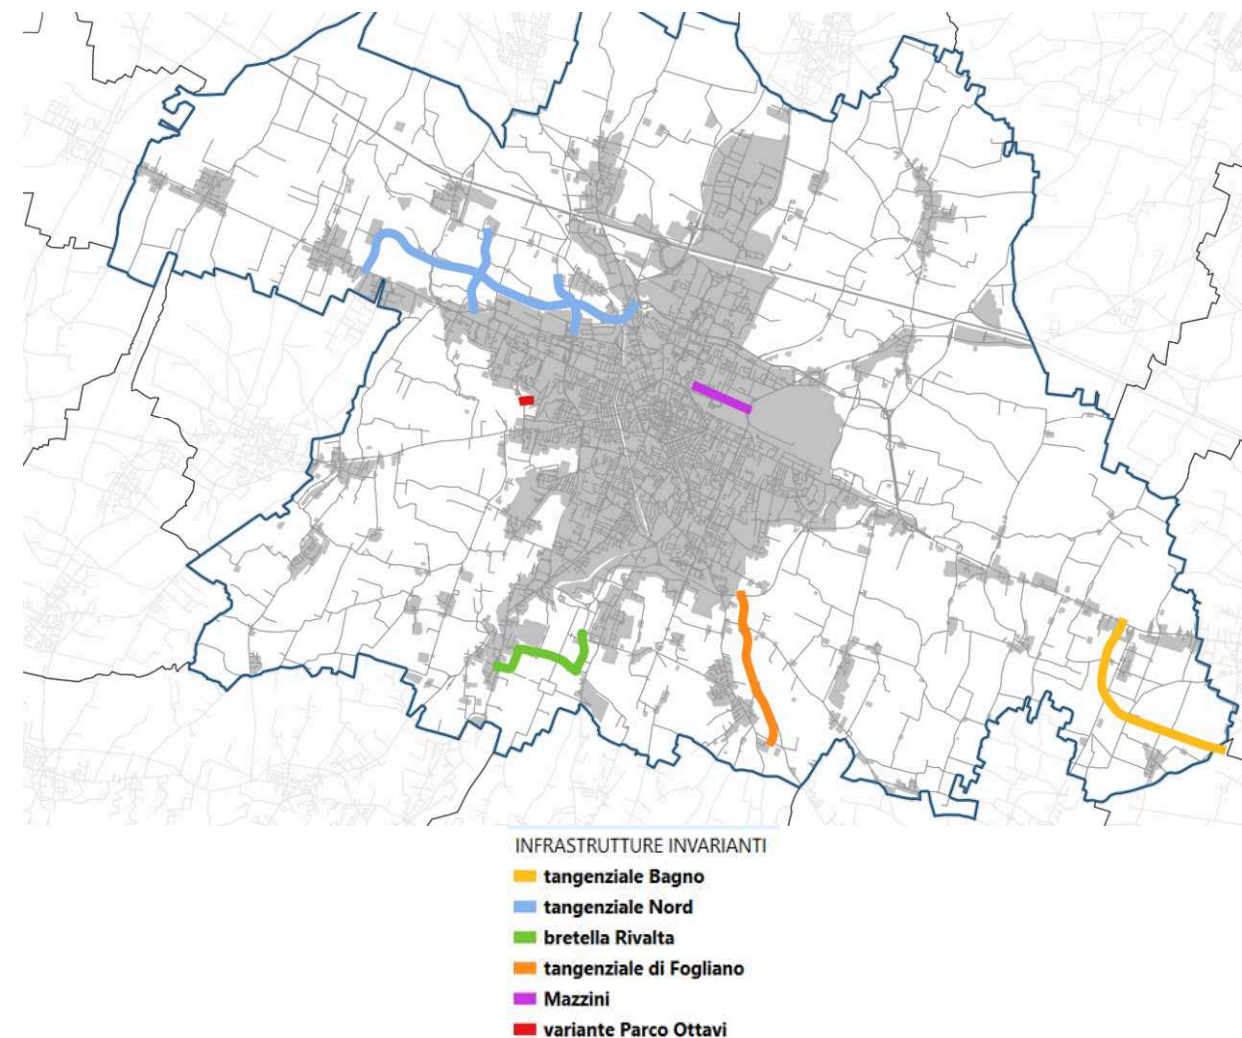 INFRASTRUTTURE INVARIANTI
tangenziale Bagno
tangenziale Nord
bretella Rivalta
tangenziale di Fogliano
Mazzini
variante Parco Ottavi